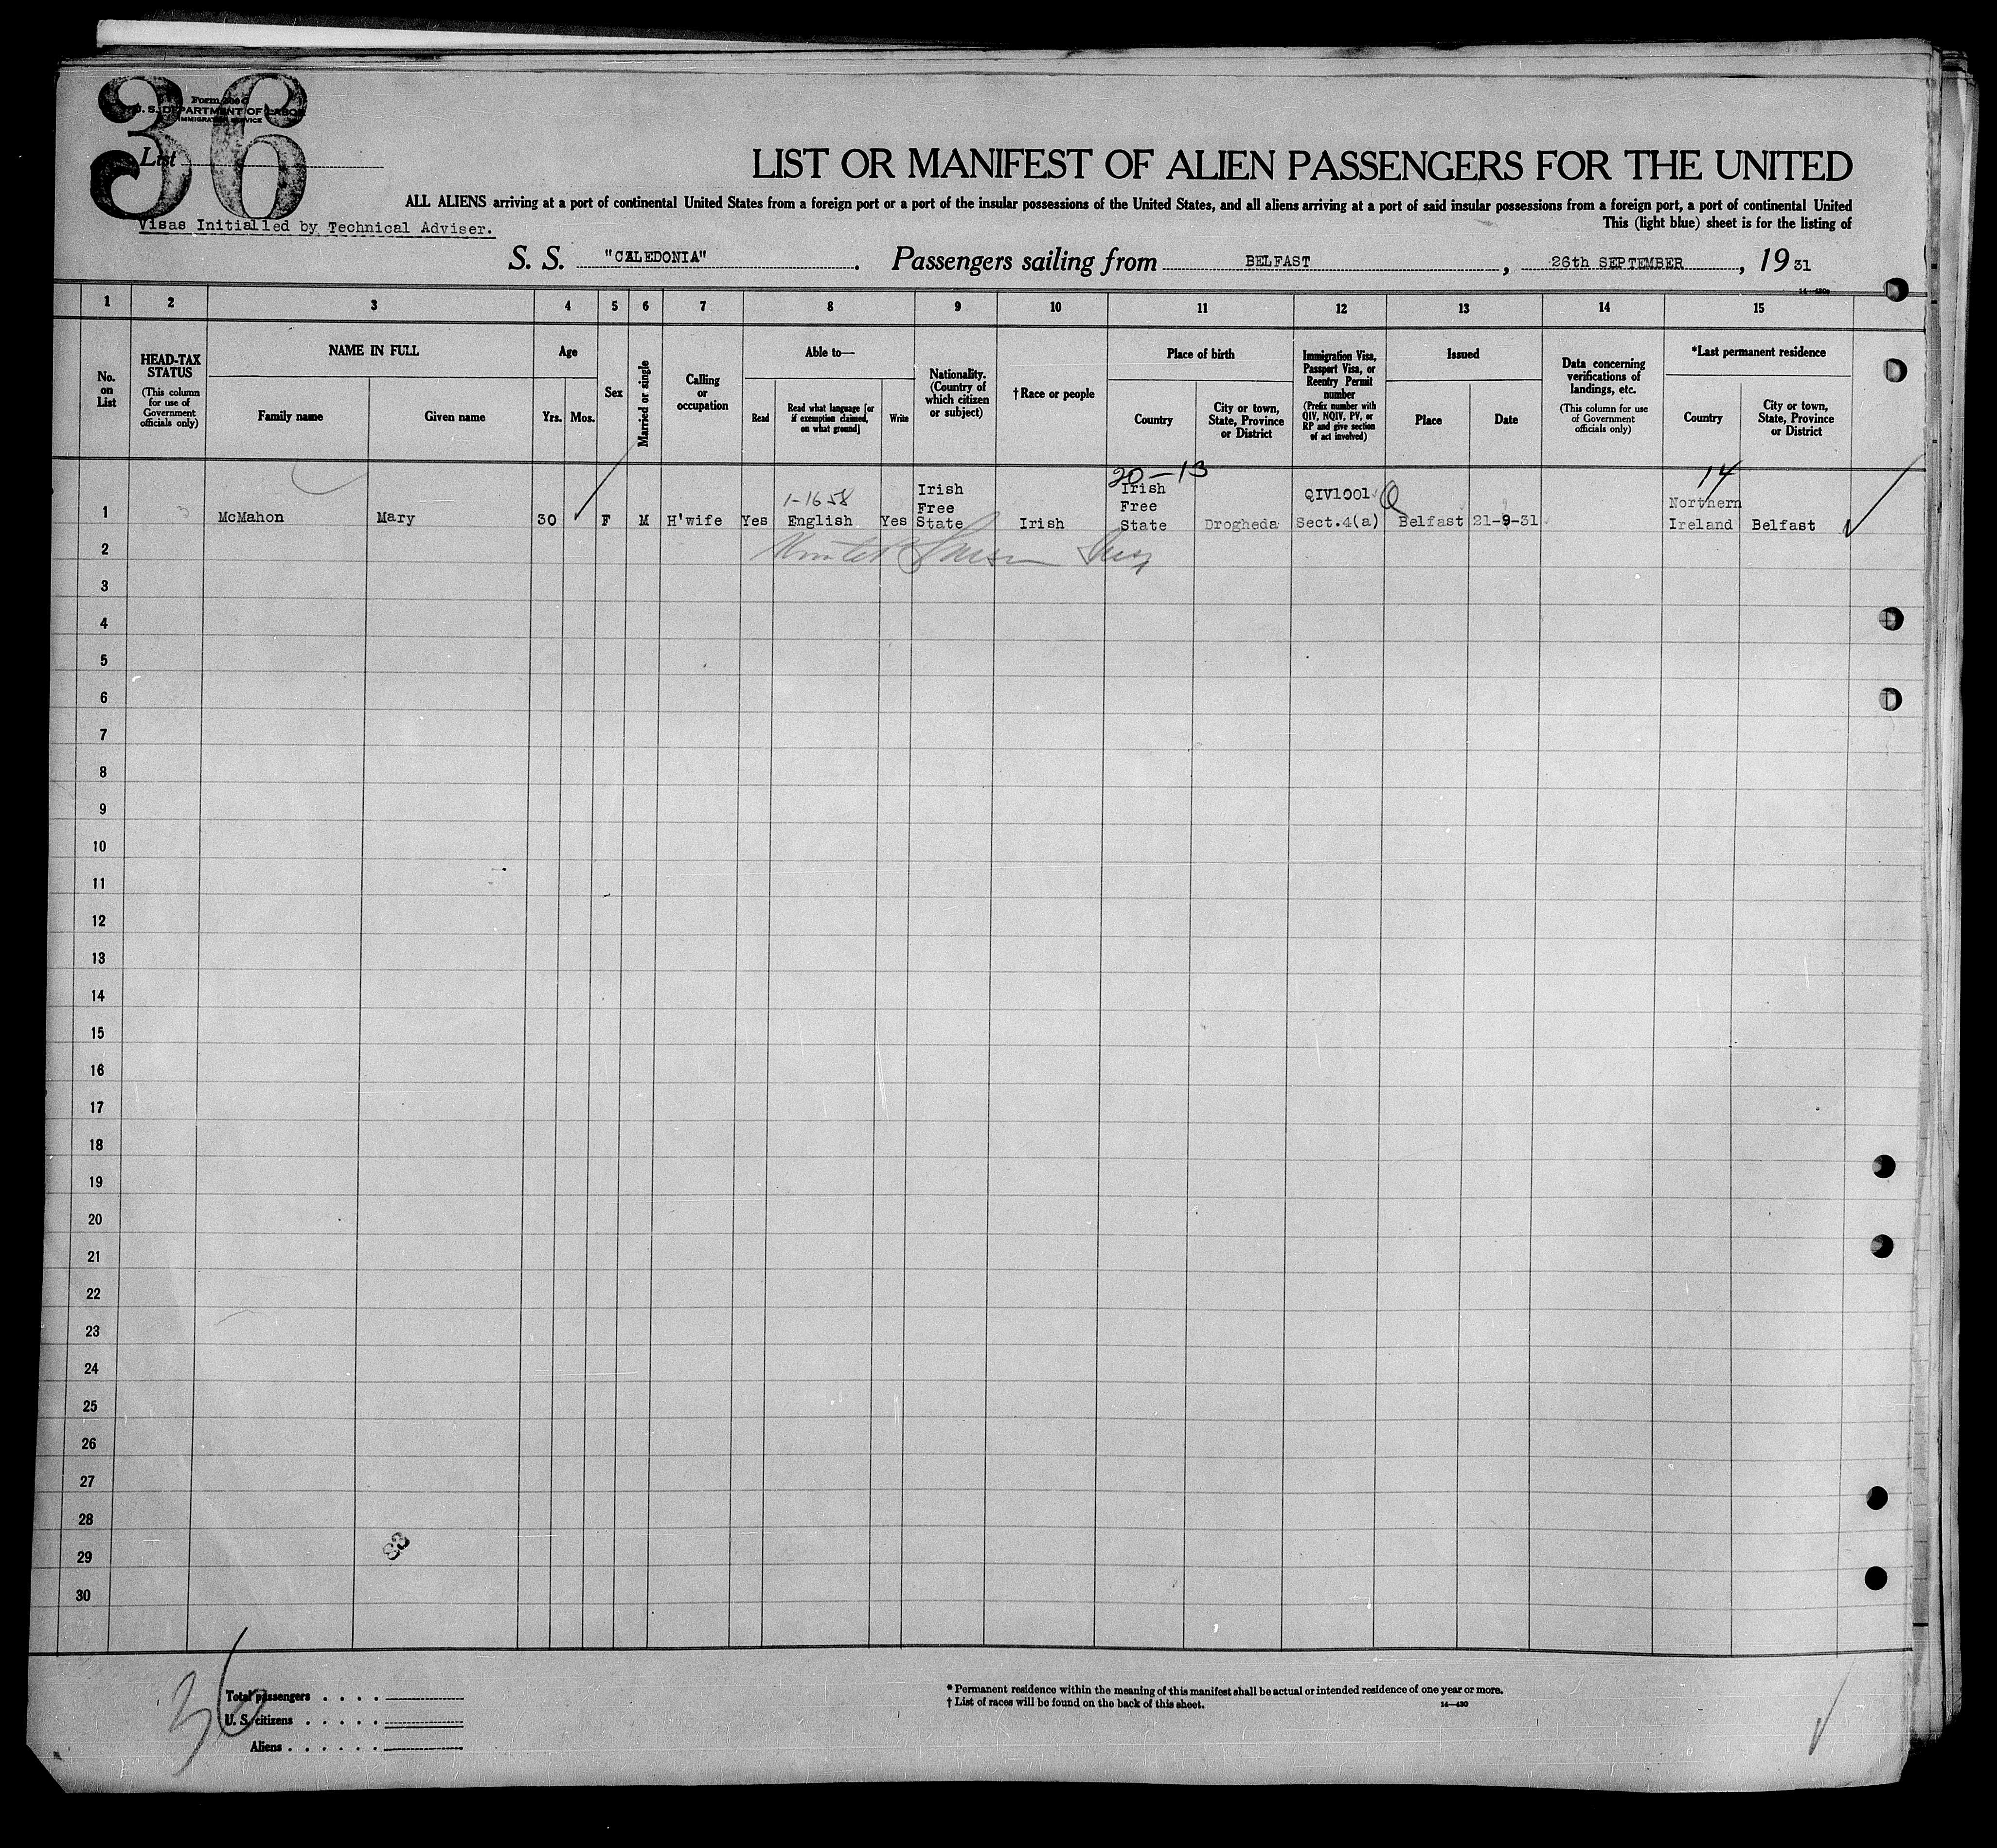 36
Form 500 C
U. S. DEPARTMENT OF LABOR
IMMIGRATION SERVICE
List
LIST OR MANIFEST OF ALIEN PASSENGERS FOR THE UNITED
ALL ALIENS arriving at a port of continental United States from a foreign port or a port of the insular possessions of the United States, and all aliens arriving at a port of said insular possessions from a foreign port, a port of continental United
This (light blue) sheet is for the listing of
Visas Initialled by Technical Adviser.
S. S. "CALEDONIA". Passengers sailing from BELFAST, 26th SEPTEMBER, 1931
14—430
1 2 3 4 5 6 7 8 9 10 11 12 13 14 15
No. on List
HEAD-TAX STATUS
(This column for use of Government officials only)
NAME IN FULL
Family name
Given name
Age
Yrs. Mos.
Sex
Married or single
Calling or occupation
Able to—
Read
Read what language [or if exemption claimed, on what ground]
Write
Nationality. (Country of which citizen or subject)
†Race or people
Place of birth
Country
City or town, State, Province or District
Immigration Visa, Passport Visa, or Reentry Permit number
(Prefix number with QIV, NQIV, PV, or RP and give section of act involved)
Issued
Place
Date
Data concerning verifications of landings, etc.
(This column for use of Government officials only)
*Last permanent residence
Country
City or town, State, Province or District
20-13
14
1-1658
1 McMahon Mary 30 F M H'wife Yes English Yes Irish Free State Irish Irish Free State Drogheda QIV1001 Sect.4(a) Belfast 21-9-31 Northern Ireland Belfast
2
3
4
5
6
7
8
9
10
11
12
13
14
15
16
17
18
19
20
21
22
23
24
25
26
27
28
29
30
83
36
Total passengers . . . .
U. S. citizens . . . . .
Aliens . . . . . .
* Permanent residence within the meaning of this manifest shall be actual or intended residence of one year or more.
† List of races will be found on the back of this sheet.
14—430